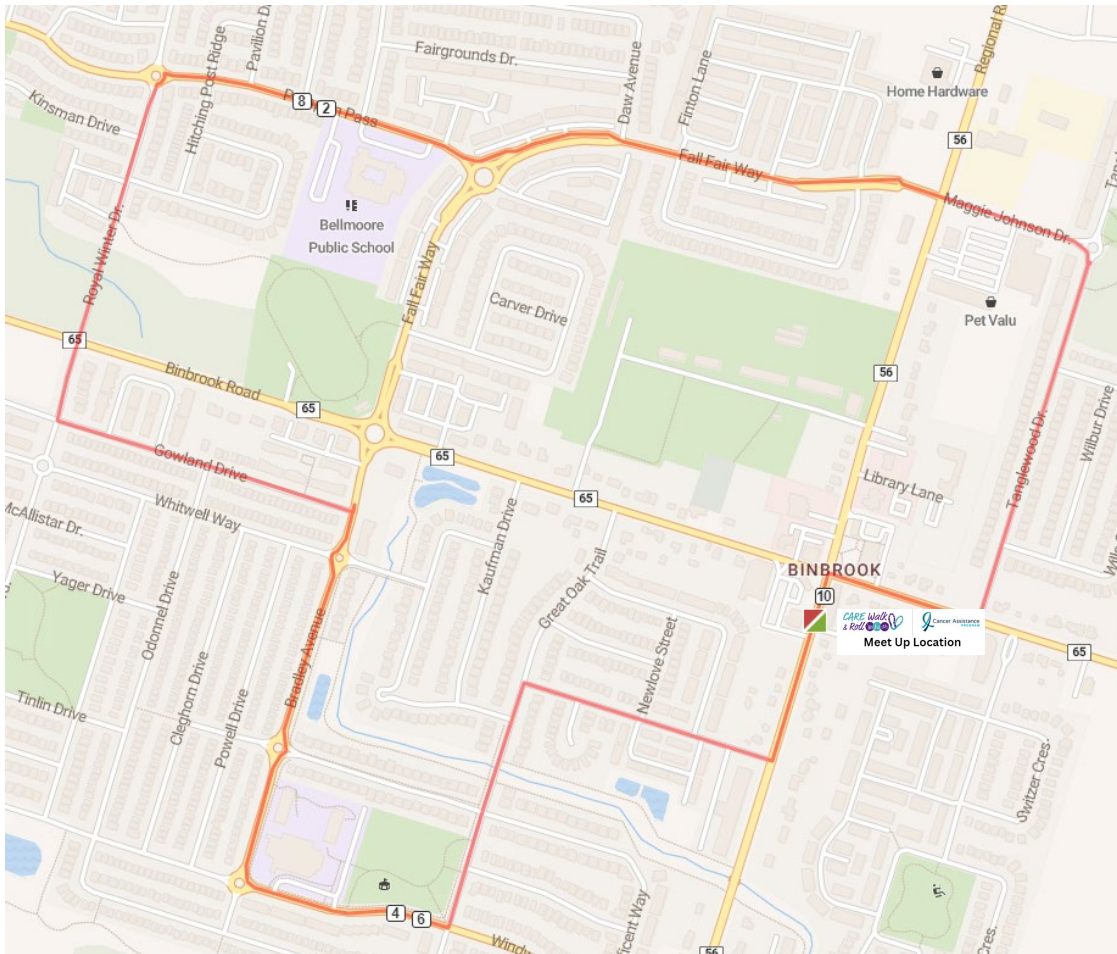 Pavilion D
Hitching Post Ridge
Fairgrounds Dr.
Daw Avenue
Finton Lane
Home Hardware
Regional R
Kinsman Drive
8
2
Pass
56
Fall Fair Way
Maggie Johnson Dr.
Bellmoore
Public School
Royal Winter Dr.
Fall Fair Way
Carver Drive
Pet Valu
65
56
Binbrook Road
65
65
Tanglewood Dr.
Wilbur Drive
Gowland Drive
Library Lane
65
Whitwell Way
McAllistar Dr.
Kaufman Drive
Great Oak Trail
BINBROOK
10
Yager Drive
Odonnel Drive
CARE Walk
& Roll
Cancer Assistance
PROGRAM
Meet Up Location
65
Newlove Street
Bradley Avenue
Cleghorn Drive
Powell Drive
Tinlin Drive
Switzer Cres.
4
6
ficent Way
Windw
56
Cres.